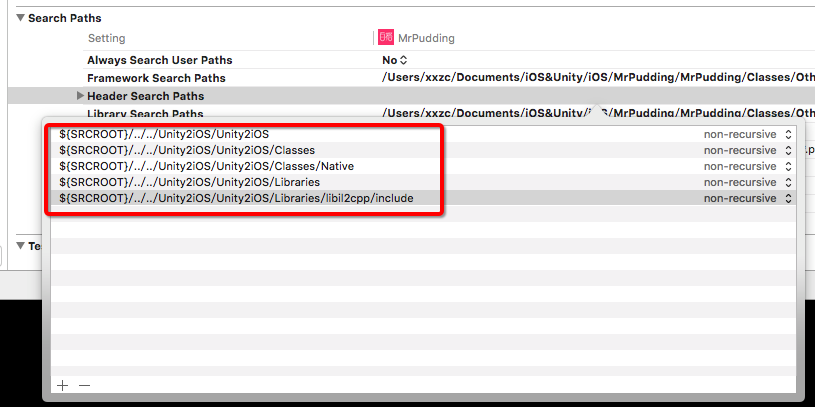 Search Paths
Setting MrPudding
Always Search User Paths No
Framework Search Paths /Users/xxzc/Documents/iOS&Unity/iOS/MrPudding/MrPudding/Classes/Oth
Header Search Paths
Library Search Paths /Users/xxzc/Documents/iOS&Unity/iOS/MrPudding/MrPudding/Classes/Oth
${SRCROOT}/../../Unity2iOS/Unity2iOS non-recursive
${SRCROOT}/../../Unity2iOS/Unity2iOS/Classes non-recursive
${SRCROOT}/../../Unity2iOS/Unity2iOS/Classes/Native non-recursive
${SRCROOT}/../../Unity2iOS/Unity2iOS/Libraries non-recursive
${SRCROOT}/../../Unity2iOS/Unity2iOS/Libraries/libil2cpp/include non-recursive
Te